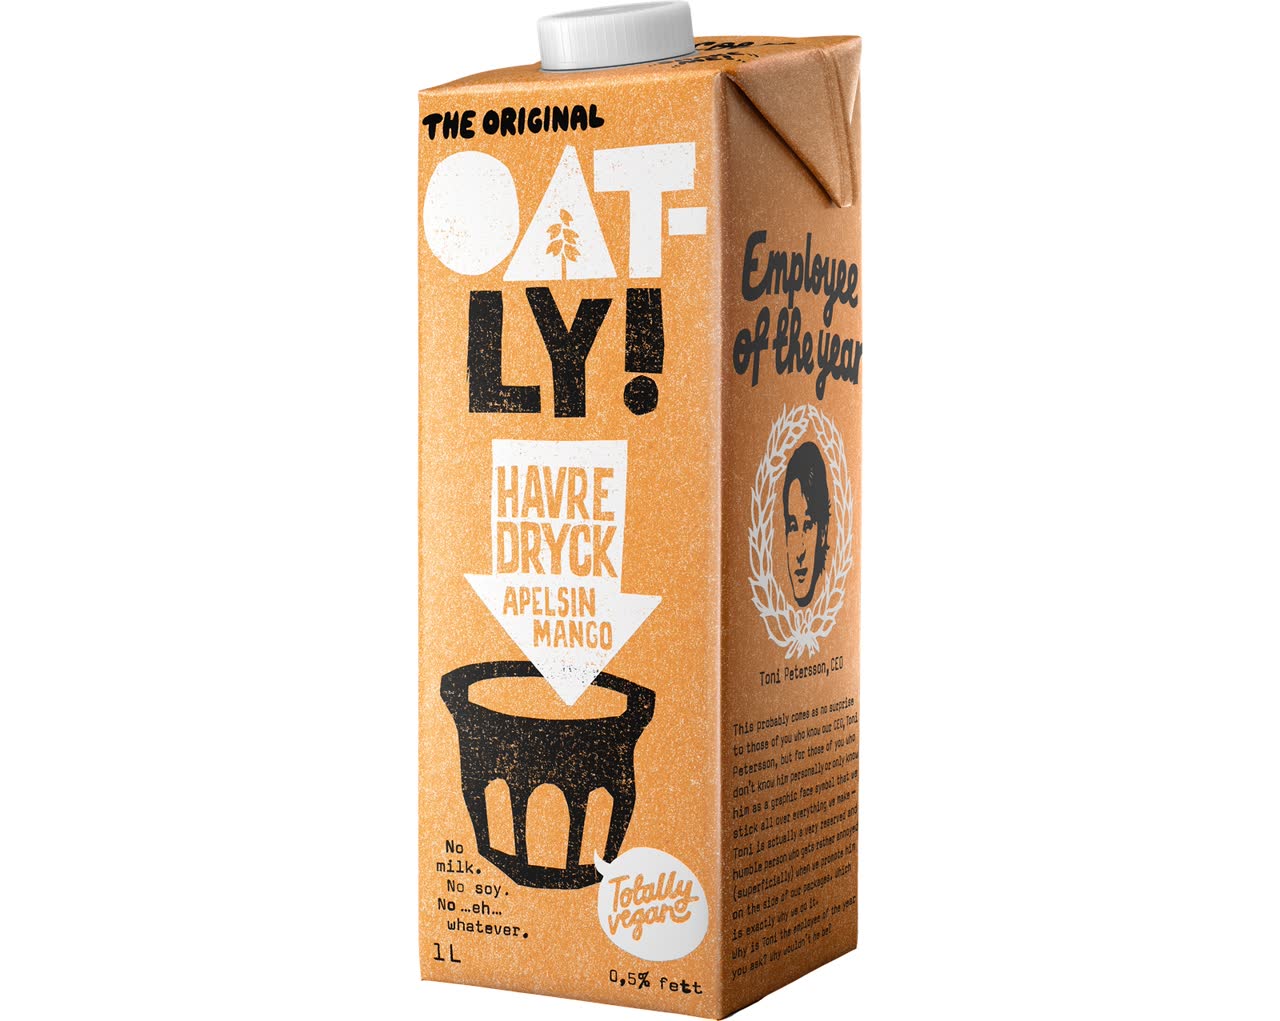 THE ORIGINAL
OAT-
LY!
HAVRE
DRYCK
APELSIN
MANGO
No
milk.
No soy.
No ...eh...
whatever.
1L
Totally
vegan
0,5% fett
Employee
of the year
Toni Petersson, CEO
This probably comes as no surprise
to those of you who know our CEO, Toni
Petersson, but for those of you who
don't know him personally or only know
him as a graphic face symbol that we
stick all over everything we make —
Toni is actually a very reserved and
humble person who gets rather annoyed
(superficially) when we promote him
on the side of our packages, which
is exactly why we do it.
Why is Toni the employee of the year
you ask? Why wouldn't he be?